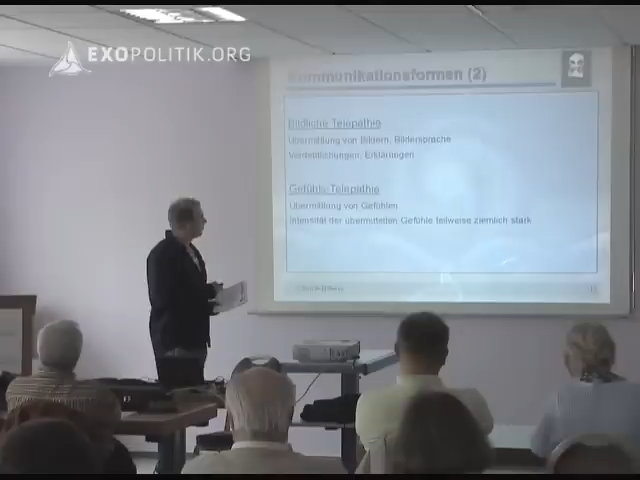 EXOPOLITIK.ORG
Kommunikationsformen (2)
Bildliche Telepathie
Übermittlung von Bildern, Bildersprache
Verdeutlichungen, Erklärungen
Gefühls-Telepathie
Übermittlung von Gefühlen
Intensität der übermittelten Gefühle teilweise ziemlich stark